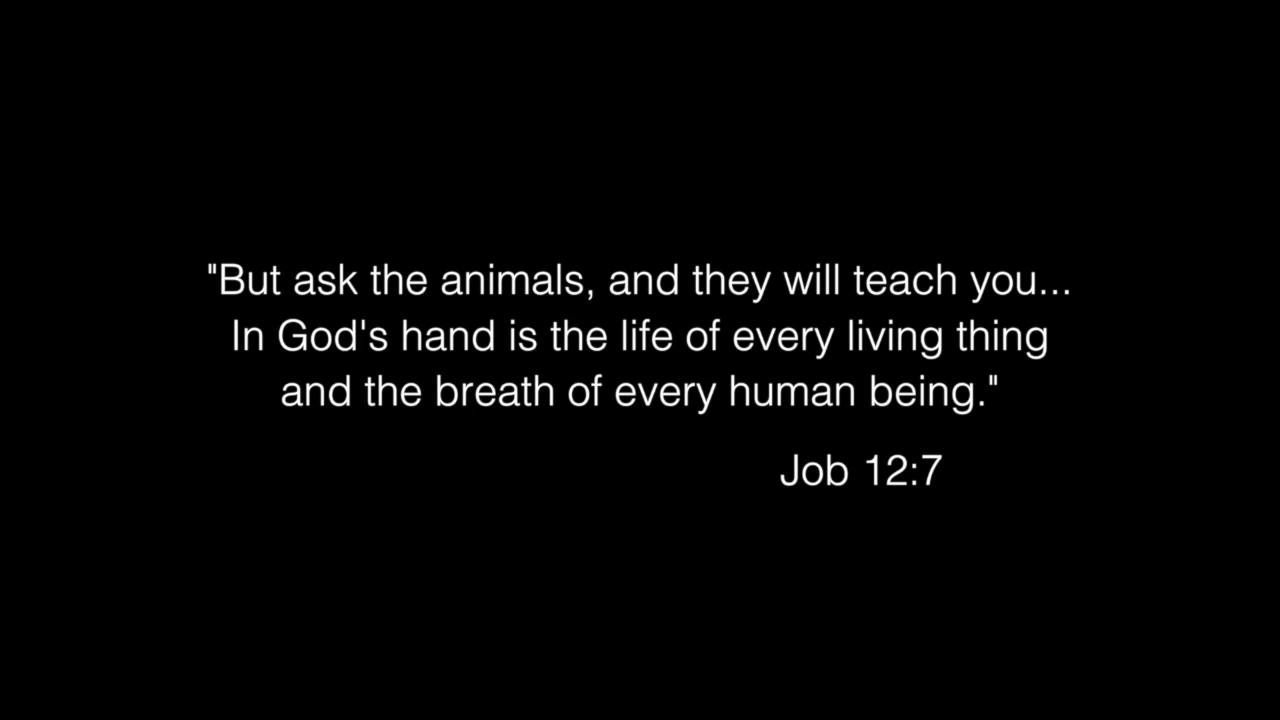 "But ask the animals, and they will teach you...
In God's hand is the life of every living thing
and the breath of every human being."
Job 12:7